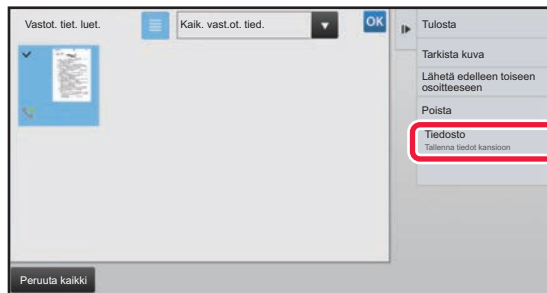 Vastot. tiet. luet.
Kaik. vast.ot. tied.
OK
Tulosta
Tarkista kuva
Lähetä edelleen toiseen
osoitteeseen
Poista
Tiedosto
Tallenna tiedot kansioon
Peruuta kaikki